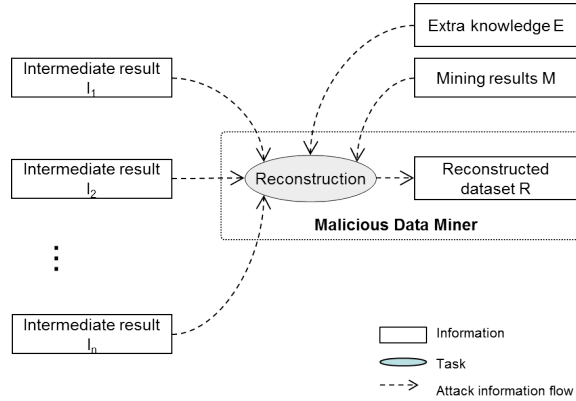 Extra knowledge E
Intermediate result
I₁
Mining results M
Intermediate result
I₂
Reconstruction
Reconstructed
dataset R
Malicious Data Miner
⋮
Intermediate result
Iₙ
Information
Task
Attack information flow